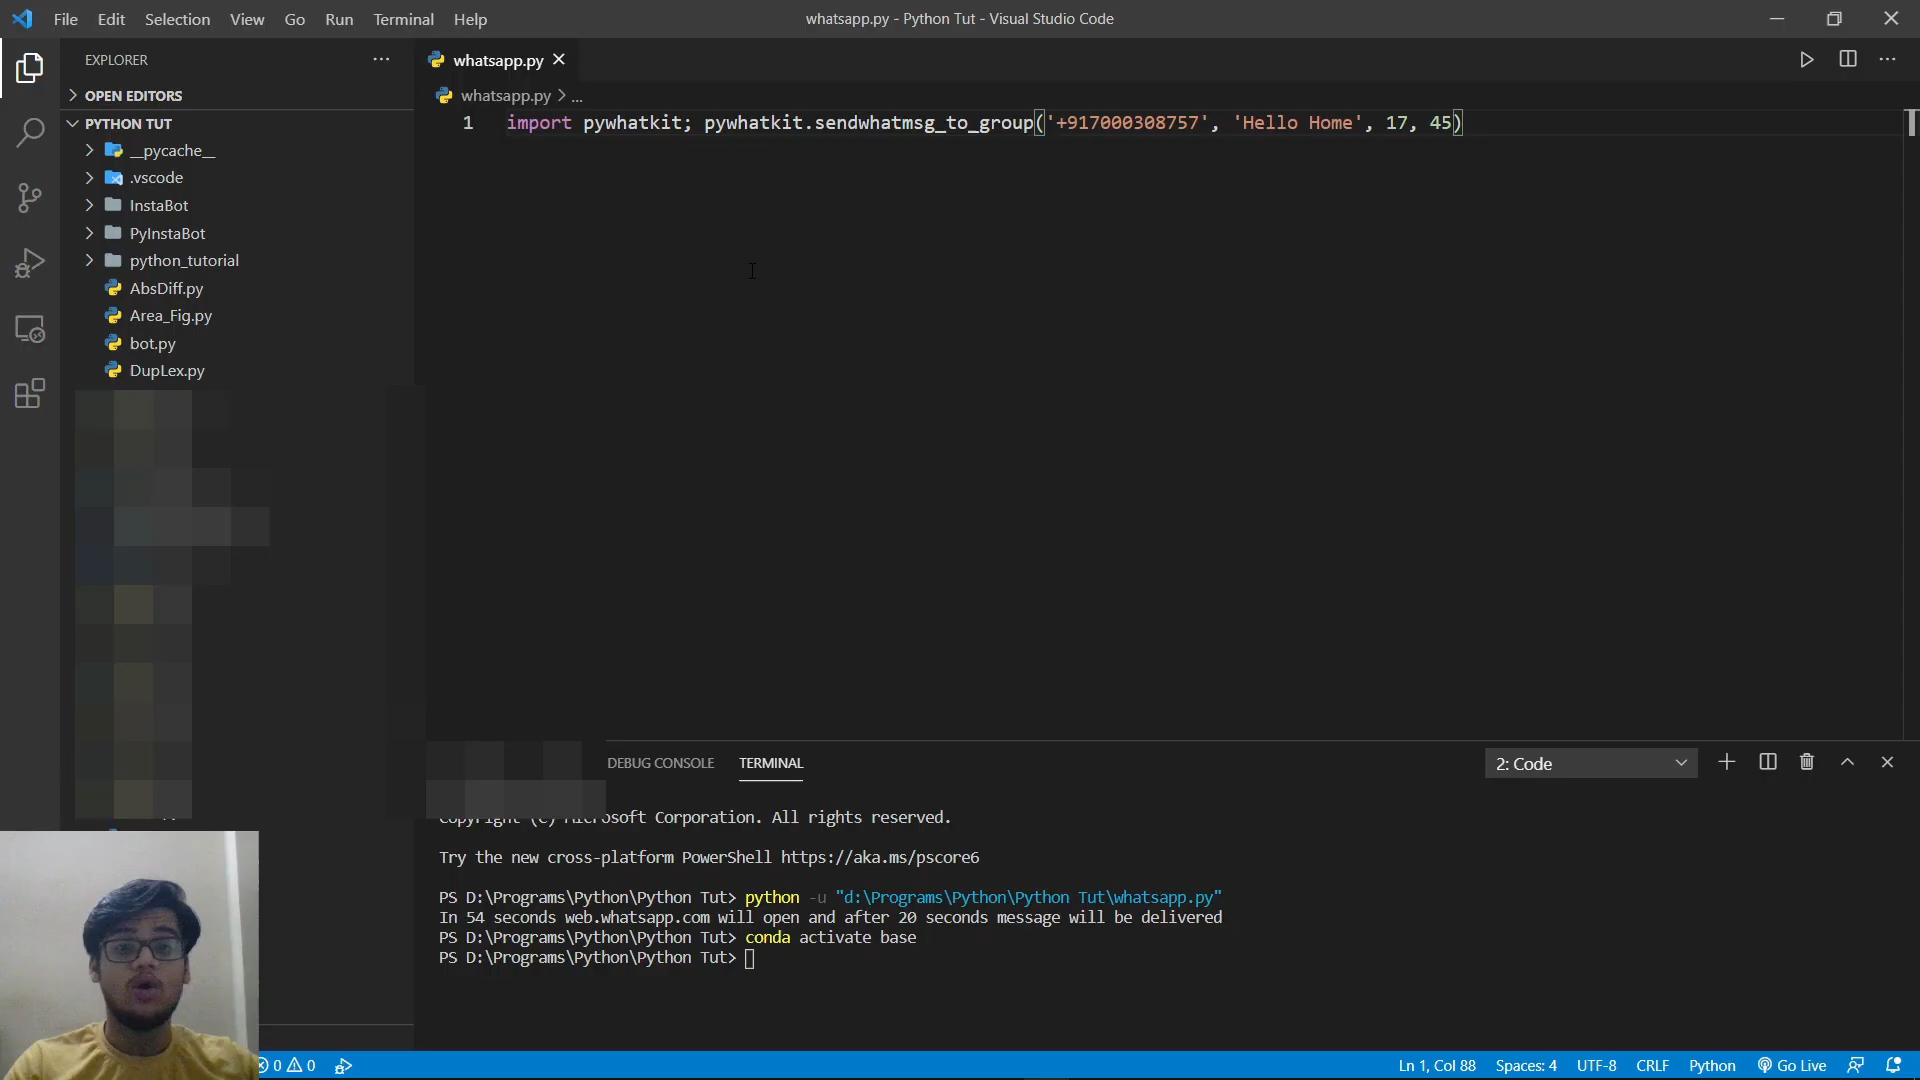 File Edit Selection View Go Run Terminal Help
whatsapp.py - Python Tut - Visual Studio Code
EXPLORER
OPEN EDITORS
PYTHON TUT
__pycache__
.vscode
InstaBot
PyInstaBot
python_tutorial
AbsDiff.py
Area_Fig.py
bot.py
DupLex.py
whatsapp.py
whatsapp.py > ...
1 import pywhatkit; pywhatkit.sendwhatmsg_to_group('+917000308757', 'Hello Home', 17, 45)
DEBUG CONSOLE TERMINAL
2: Code
Copyright (C) Microsoft Corporation. All rights reserved.
Try the new cross-platform PowerShell https://aka.ms/pscore6
PS D:\Programs\Python\Python Tut> python -u "d:\Programs\Python\Python Tut\whatsapp.py"
In 54 seconds web.whatsapp.com will open and after 20 seconds message will be delivered
PS D:\Programs\Python\Python Tut> conda activate base
PS D:\Programs\Python\Python Tut>
0 0
Ln 1, Col 88 Spaces: 4 UTF-8 CRLF Python Go Live